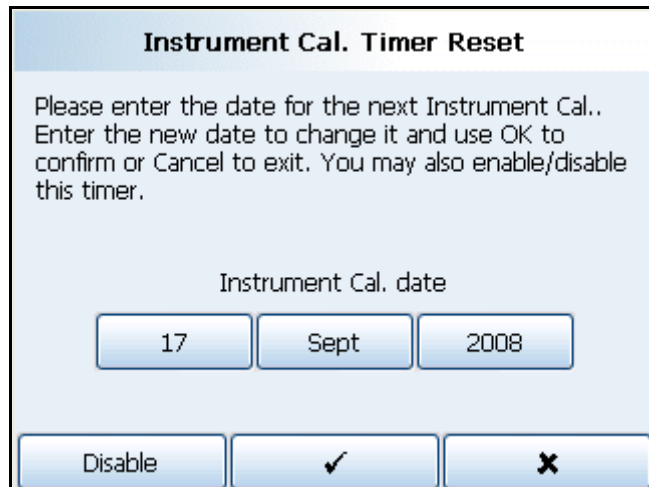 Instrument Cal. Timer Reset
Please enter the date for the next Instrument Cal..
Enter the new date to change it and use OK to
confirm or Cancel to exit. You may also enable/disable
this timer.
Instrument Cal. date
17 Sept 2008
Disable ✓ ✗